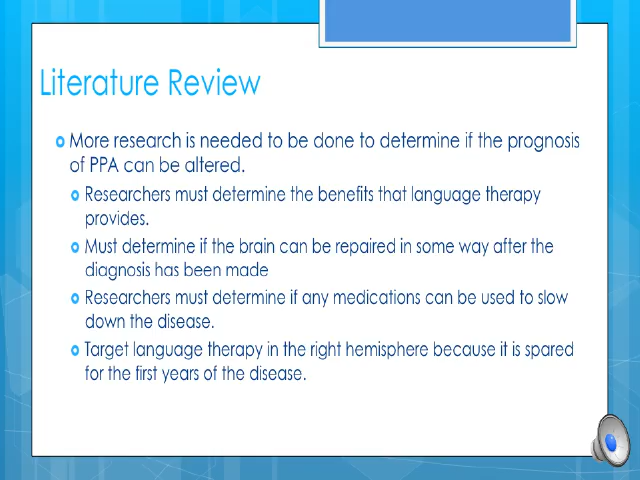 Literature Review
More research is needed to be done to determine if the prognosis
of PPA can be altered.
Researchers must determine the benefits that language therapy
provides.
Must determine if the brain can be repaired in some way after the
diagnosis has been made
Researchers must determine if any medications can be used to slow
down the disease.
Target language therapy in the right hemisphere because it is spared
for the first years of the disease.